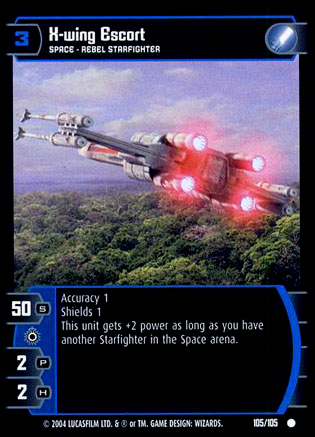 3
X-wing Escort
SPACE · REBEL STARFIGHTER
50 S
2 P
2 H
Accuracy 1
Shields 1
This unit gets +2 power as long as you have
another Starfighter in the Space arena.
© 2004 LUCASFILM LTD. & ® or TM. GAME DESIGN: WIZARDS.
105/105